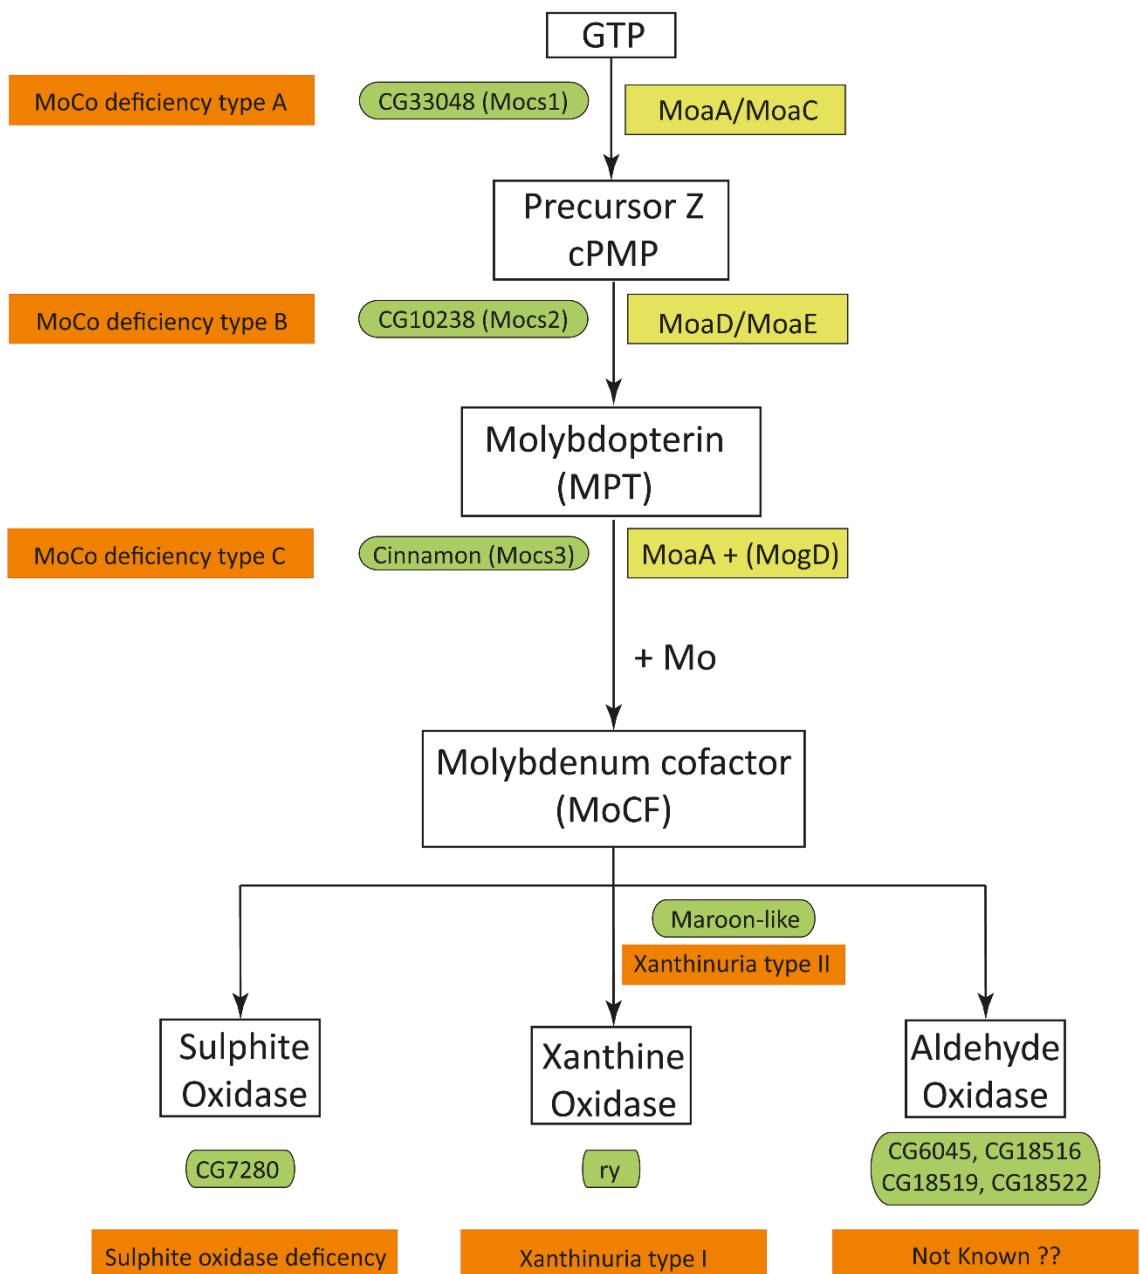 GTP
MoCo deficiency type A
CG33048 (Mocs1)
MoaA/MoaC
Precursor Z
cPMP
MoCo deficiency type B
CG10238 (Mocs2)
MoaD/MoaE
Molybdopterin
(MPT)
MoCo deficiency type C
Cinnamon (Mocs3)
MoaA + (MogD)
+ Mo
Molybdenum cofactor
(MoCF)
Maroon-like
Xanthinuria type II
Sulphite
Oxidase
Xanthine
Oxidase
Aldehyde
Oxidase
CG7280
ry
CG6045, CG18516
CG18519, CG18522
Sulphite oxidase defícency
Xanthinuria type I
Not Known ??